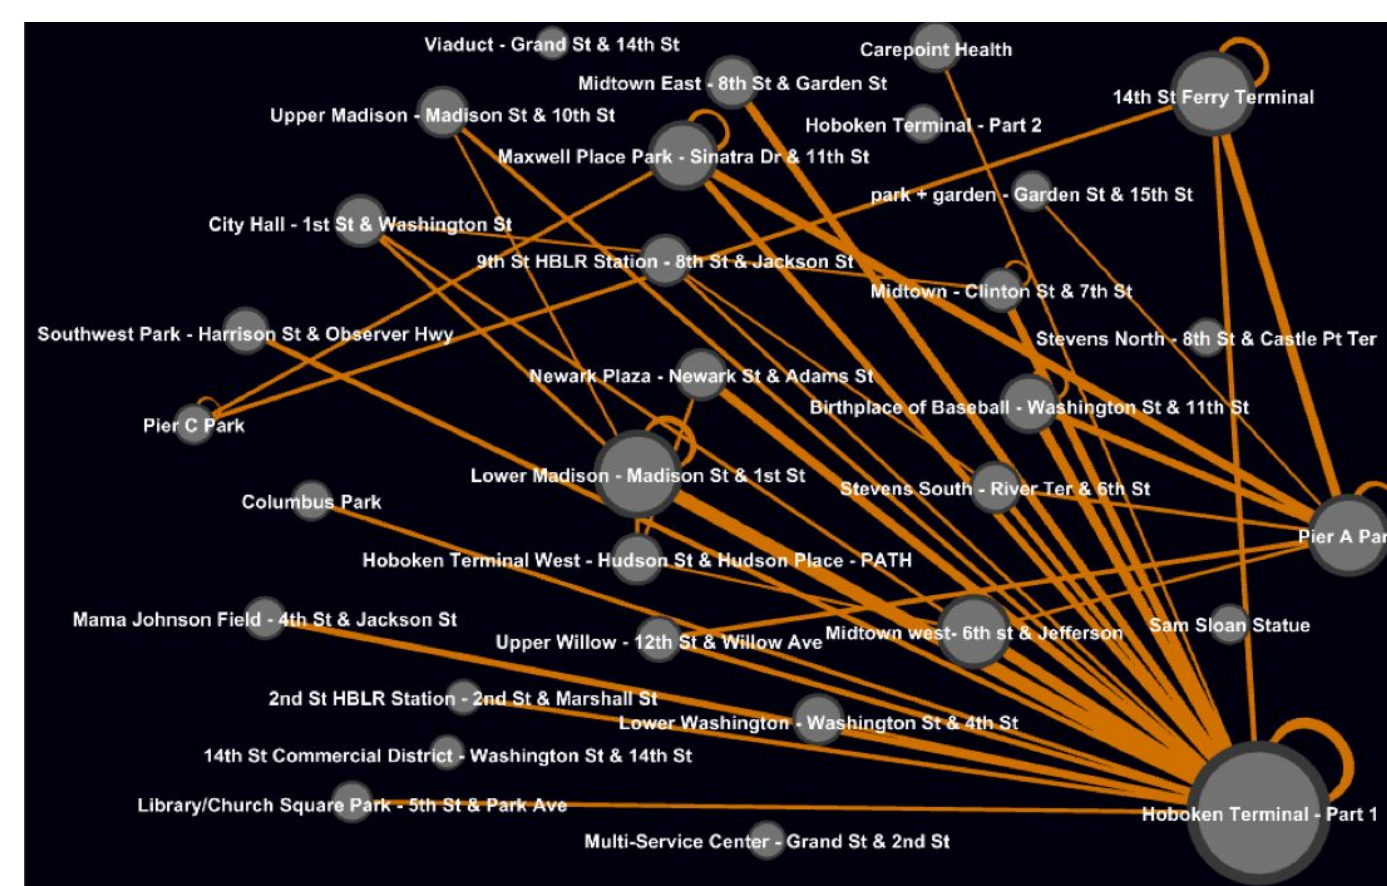 Viaduct - Grand St & 14th St
Carepoint Health
Midtown East - 8th St & Garden St
14th St Ferry Terminal
Upper Madison - Madison St & 10th St
Hoboken Terminal - Part 2
Maxwell Place Park - Sinatra Dr & 11th St
park + garden - Garden St & 15th St
City Hall - 1st St & Washington St
9th St HBLR Station - 8th St & Jackson St
Midtown - Clinton St & 7th St
Southwest Park - Harrison St & Observer Hwy
Stevens North - 8th St & Castle Pt Ter
Newark Plaza - Newark St & Adams St
Birthplace of Baseball - Washington St & 11th St
Pier C Park
Lower Madison - Madison St & 1st St
Stevens South - River Ter & 6th St
Columbus Park
Pier A Par
Hoboken Terminal West - Hudson St & Hudson Place - PATH
Mama Johnson Field - 4th St & Jackson St
Sam Sloan Statue
Midtown west- 6th st & Jefferson
Upper Willow - 12th St & Willow Ave
2nd St HBLR Station - 2nd St & Marshall St
Lower Washington - Washington St & 4th St
14th St Commercial District - Washington St & 14th St
Library/Church Square Park - 5th St & Park Ave
Hoboken Terminal - Part 1
Multi-Service Center - Grand St & 2nd St